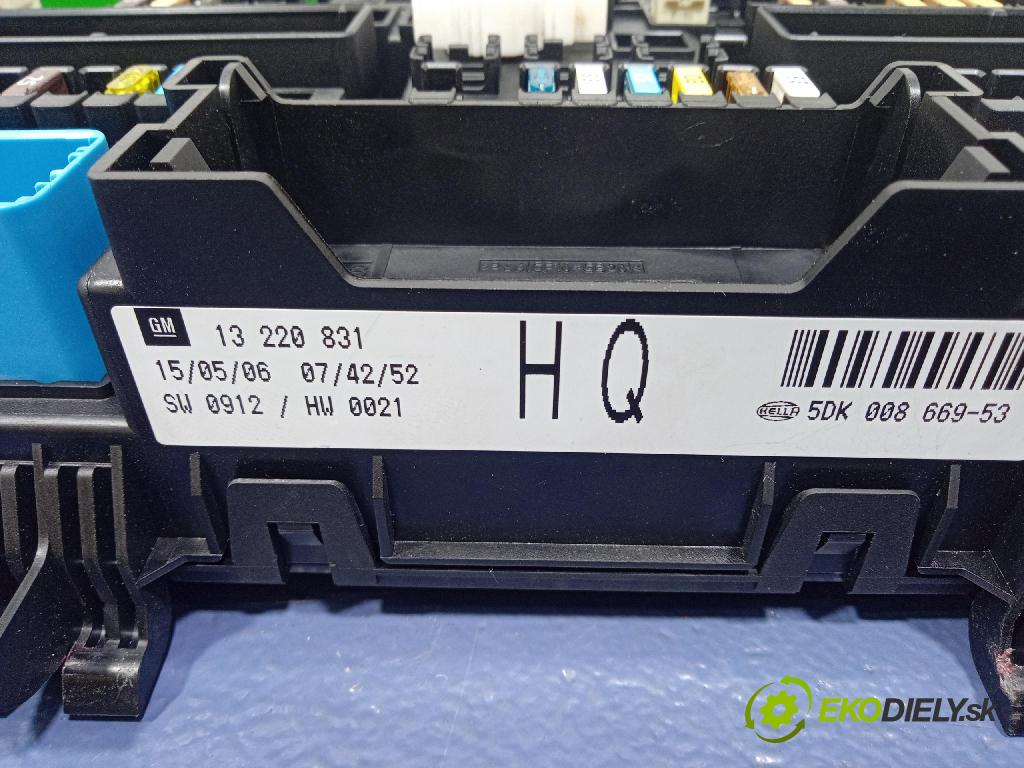 GM 13 220 831
15/05/06 07/42/52
SW 0912 / HW 0021
HQ
HELLA 5DK 008 669-53
EKODIELY.sk